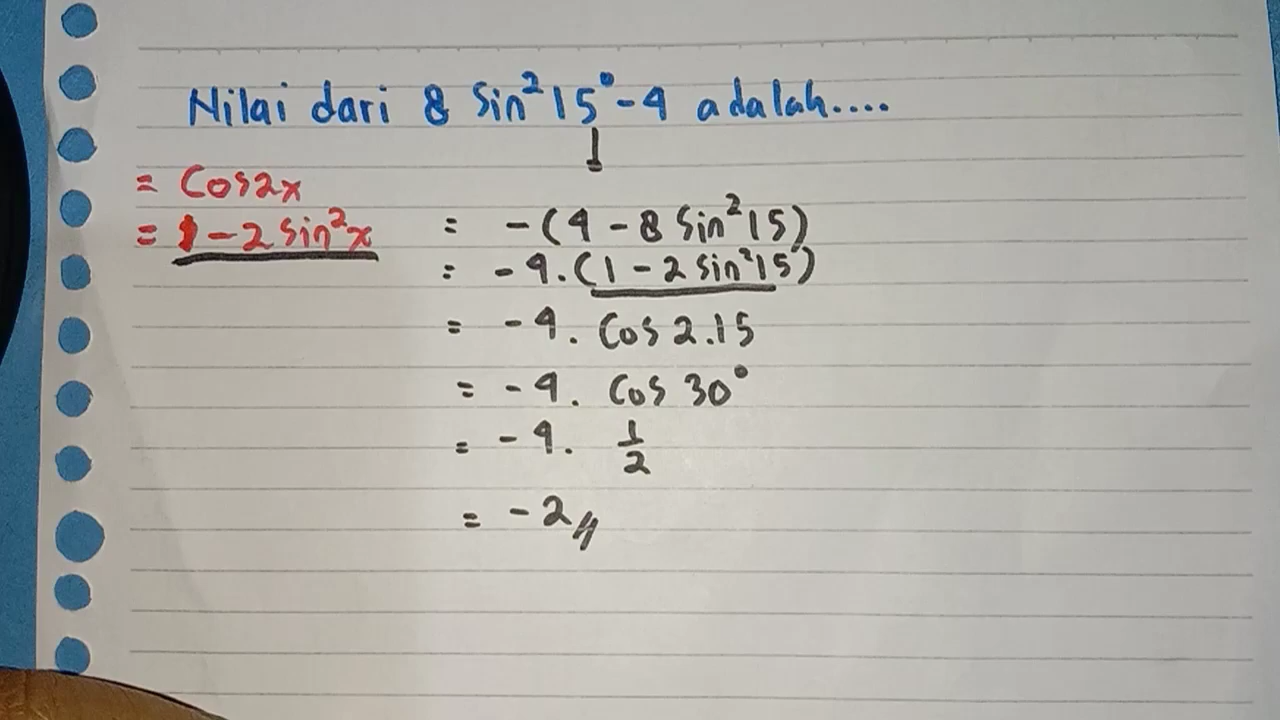 Nilai dari 8 Sin²15° - 4 adalah....
= Cos2x
= 1 - 2 sin²x
= -(4 - 8 Sin²15)
= -4.(1 - 2 sin²15)
= -4. Cos 2.15
= -4. Cos 30°
= -4. 1/2
= -2//